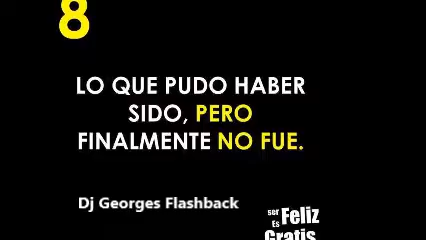 8
LO QUE PUDO HABER
SIDO, PERO
FINALMENTE NO FUE.
Dj Georges Flashback
ser
Es Feliz
Gratis